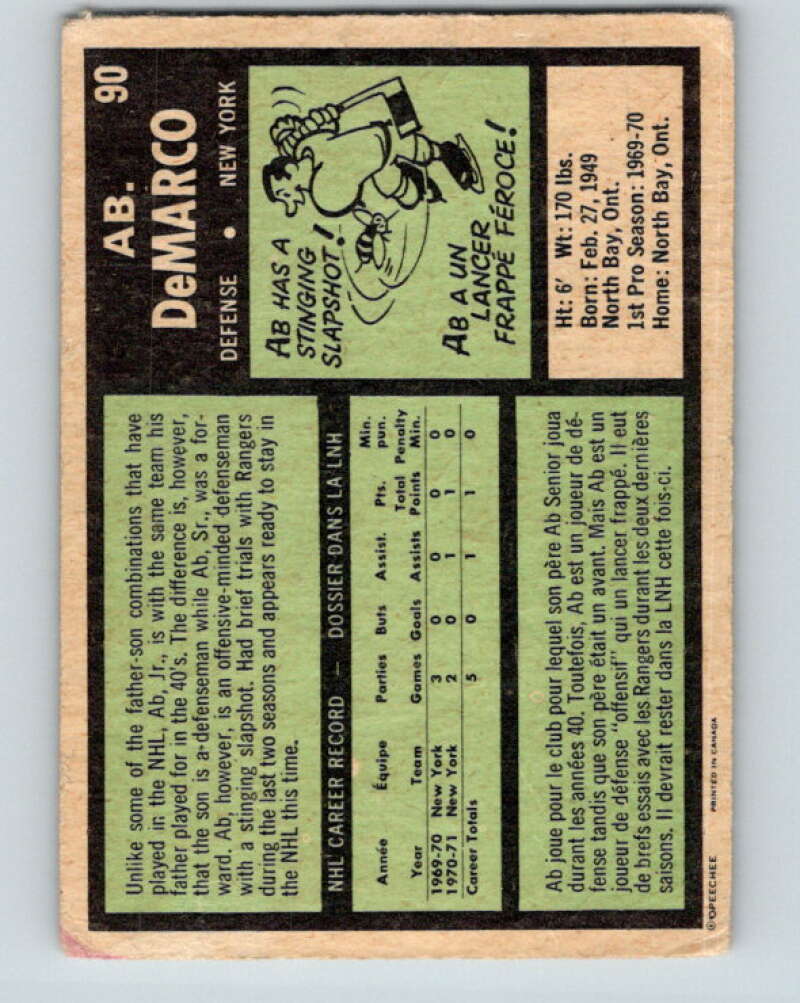 90
AB.
DeMARCO
DEFENSE • NEW YORK
Unlike some of the father-son combinations that have
played in the NHL, Ab, Jr., is with the same team his
father played for in the 40's. The difference is, however,
that the son is a defenseman while Ab, Sr., was a for-
ward. Ab, however, is an offensive-minded defenseman
with a stinging slapshot. Had brief trials with Rangers
during the last two seasons and appears ready to stay in
the NHL this time.
AB HAS A
STINGING
SLAPSHOT!
AB A UN
LANCER
FRAPPÉ FÉROCE!
NHL CAREER RECORD — DOSSIER DANS LA LNH
Année Équipe Parties Buts Assist. Pts. Min. pun.
Year Team Games Goals Assists Total Points Penalty Min.
1969-70 New York 3 0 0 0 0
1970-71 New York 2 0 1 1 0
Career Totals 5 0 1 1 0
Ht: 6' Wt: 170 lbs.
Born: Feb. 27, 1949
North Bay, Ont.
1st Pro Season: 1969-70
Home: North Bay, Ont.
Ab joue pour le club pour lequel son père Ab Senior joua
durant les années 40. Toutefois, Ab est un joueur de dé-
fense tandis que son père était un avant. Mais Ab est un
joueur de défense "offensif" qui un lancer frappé. Il eut
de brefs essais avec les Rangers durant les deux dernières
saisons. Il devrait rester dans la LNH cette fois-ci.
©OPEECHEE PRINTED IN CANADA